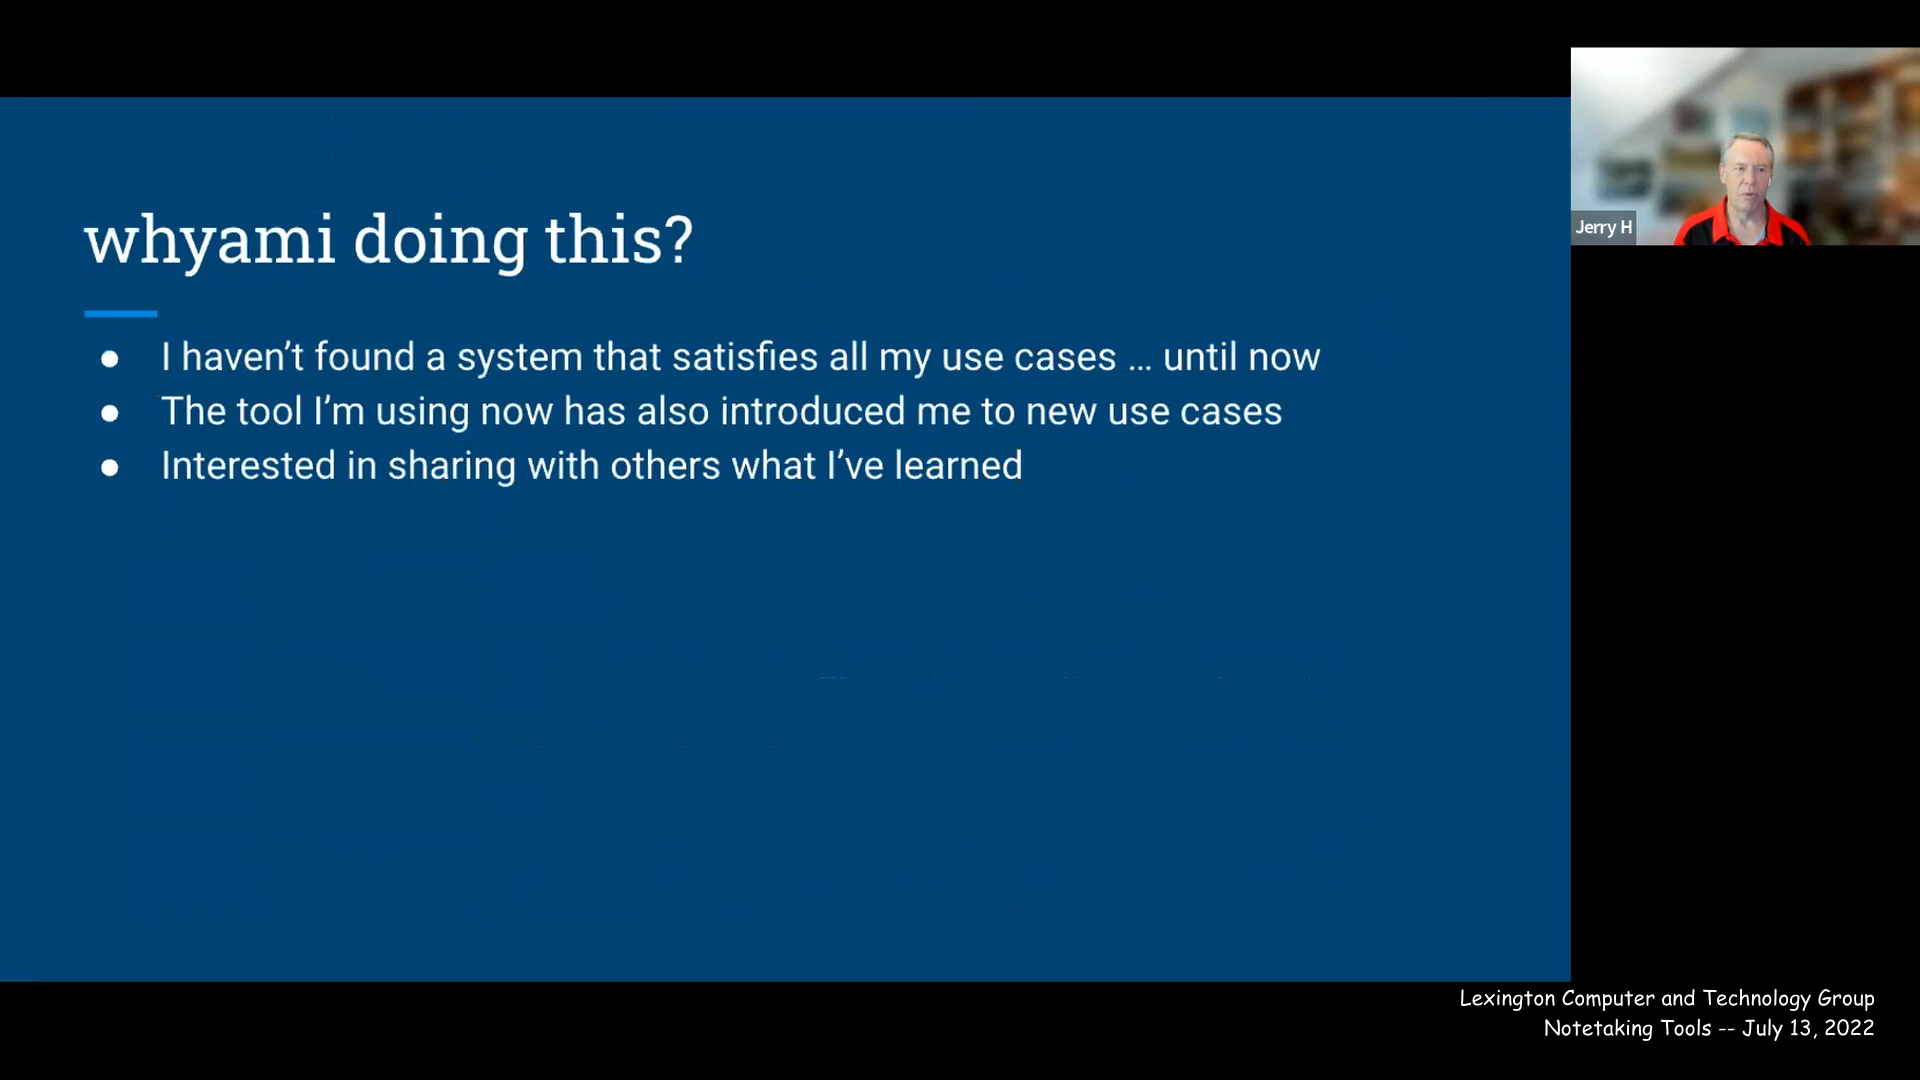 whyami doing this?
● I haven’t found a system that satisfies all my use cases ... until now
● The tool I’m using now has also introduced me to new use cases
● Interested in sharing with others what I’ve learned
Jerry H
Lexington Computer and Technology Group
Notetaking Tools -- July 13, 2022